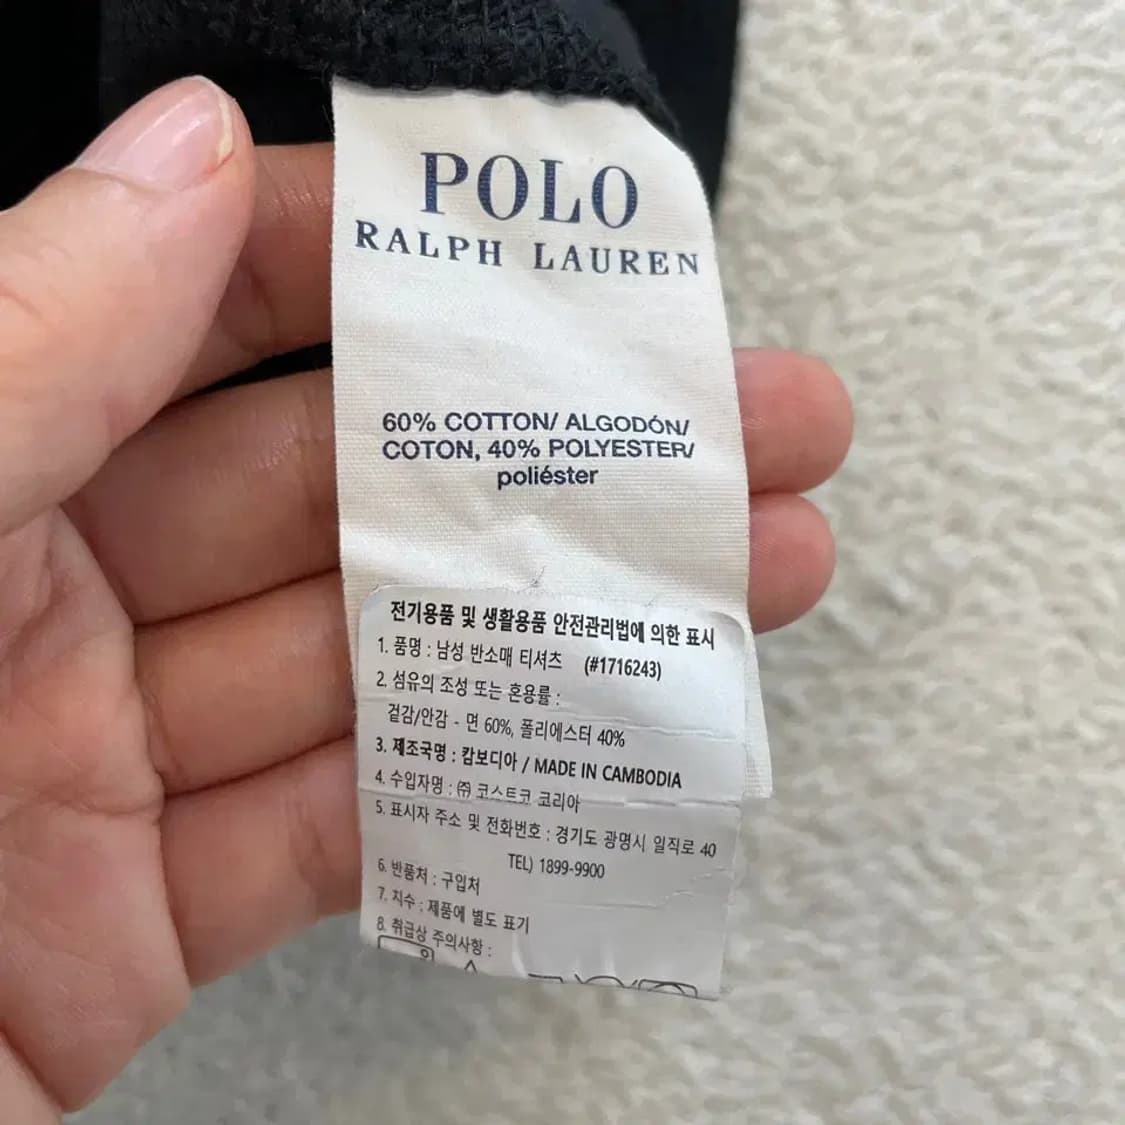 POLO
RALPH LAUREN
60% COTTON/ ALGODÓN/
COTON, 40% POLYESTER/
poliéster
전기용품 및 생활용품 안전관리법에 의한 표시
1. 품명 : 남성 반소매 티셔츠 (#1716243)
2. 섬유의 조성 또는 혼용률 :
겉감/안감 - 면 60%, 폴리에스터 40%
3. 제조국명 : 캄보디아 / MADE IN CAMBODIA
4. 수입자명 : ㈜ 코스트코 코리아
5. 표시자 주소 및 전화번호 : 경기도 광명시 일직로 40
TEL) 1899-9900
6. 반품처 : 구입처
7. 치수 : 제품에 별도 표기
8. 취급상 주의사항 :